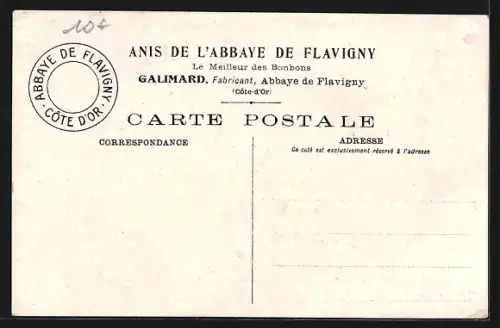 10€
ABBAYE DE FLAVIGNY
· CÔTE D'OR ·
ANIS DE L'ABBAYE DE FLAVIGNY
Le Meilleur des Bonbons
GALIMARD, Fabricant, Abbaye de Flavigny
(Côte-d'Or)
CARTE POSTALE
CORRESPONDANCE
ADRESSE
Ce coté est exclusivement réservé à l'adresse